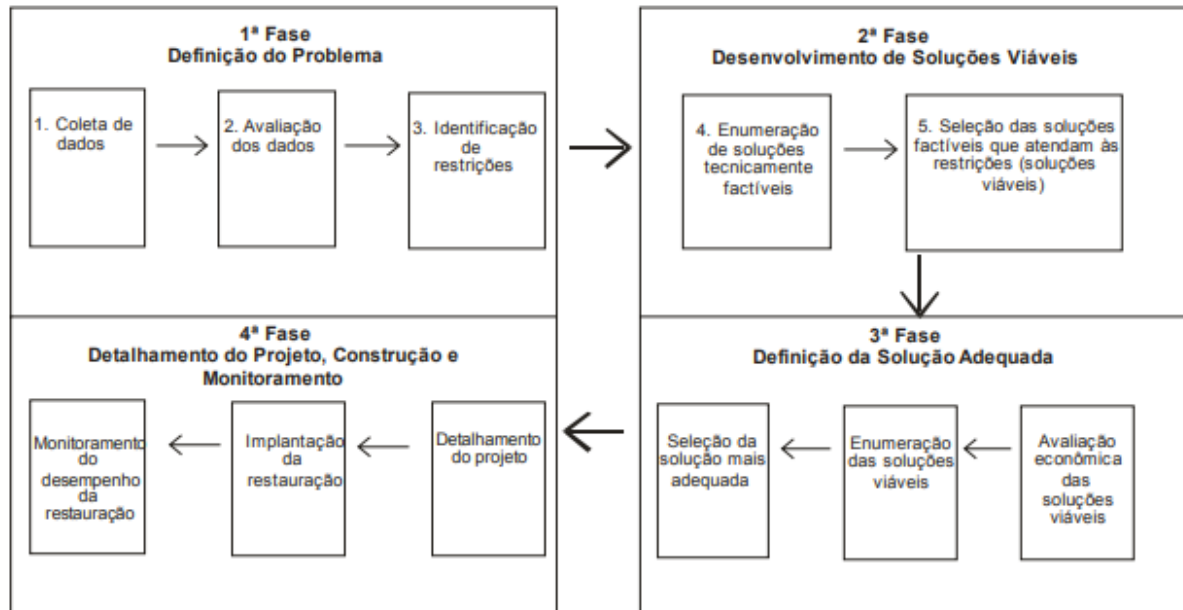 1ª Fase
Definição do Problema
1. Coleta de
dados
2. Avaliação
dos dados
3. Identificação
de
restrições
2ª Fase
Desenvolvimento de Soluções Viáveis
4. Enumeração
de soluções
tecnicamente
factíveis
5. Seleção das soluções
factíveis que atendam às
restrições (soluções
viáveis)
3ª Fase
Definição da Solução Adequada
Avaliação
econômica
das
soluções
viáveis
Enumeração
das soluções
viáveis
Seleção da
solução mais
adequada
4ª Fase
Detalhamento do Projeto, Construção e
Monitoramento
Detalhamento
do projeto
Implantação
da
restauração
Monitoramento
do
desempenho
da
restauração